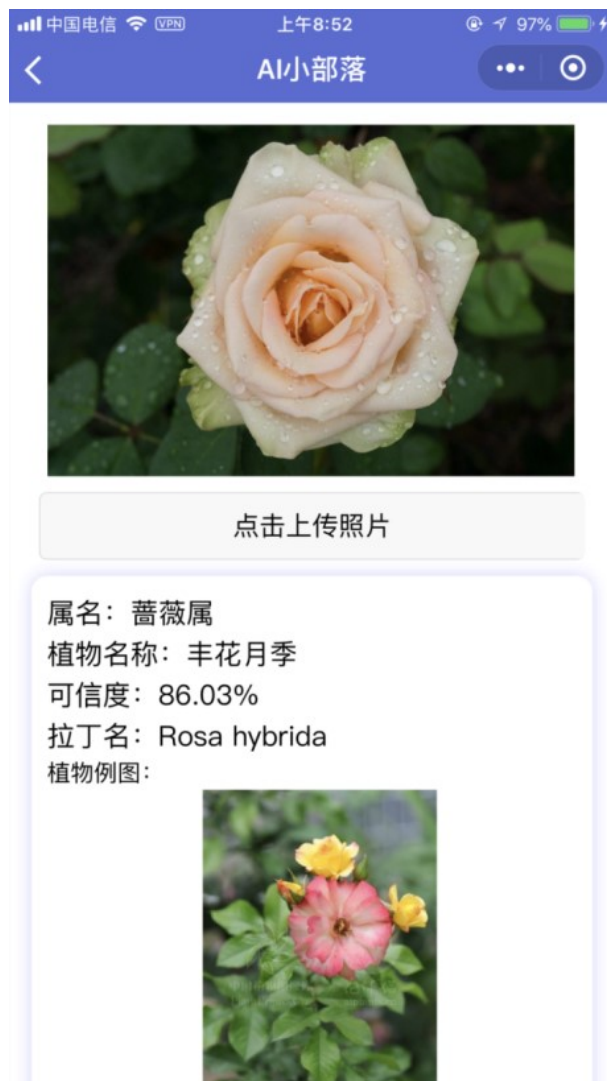 中国电信 VPN 上午8:52 97%
AI小部落
点击上传照片
属名：蔷薇属
植物名称：丰花月季
可信度：86.03%
拉丁名：Rosa hybrida
植物例图：